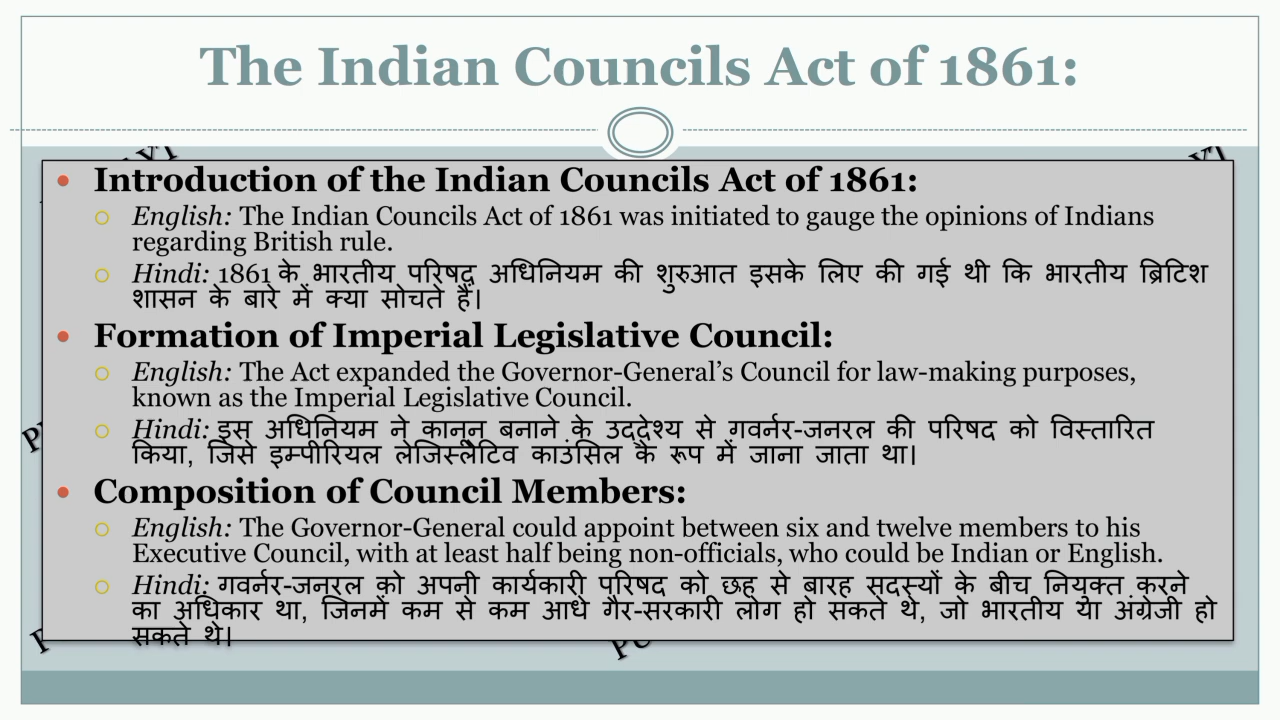 The Indian Councils Act of 1861:
Introduction of the Indian Councils Act of 1861:
English: The Indian Councils Act of 1861 was initiated to gauge the opinions of Indians
regarding British rule.
Hindi: 1861 के भारतीय परिषद् अधिनियम की शुरुआत इसके लिए की गई थी कि भारतीय ब्रिटिश
शासन के बारे में क्या सोचते हैं।
Formation of Imperial Legislative Council:
English: The Act expanded the Governor-General’s Council for law-making purposes,
known as the Imperial Legislative Council.
Hindi: इस अधिनियम ने कानून बनाने के उद्देश्य से गवर्नर-जनरल की परिषद को विस्तारित
किया, जिसे इम्पीरियल लेजिस्लैटिव काउंसिल के रूप में जाना जाता था।
Composition of Council Members:
English: The Governor-General could appoint between six and twelve members to his
Executive Council, with at least half being non-officials, who could be Indian or English.
Hindi: गवर्नर-जनरल को अपनी कार्यकारी परिषद को छह से बारह सदस्यों के बीच नियुक्त करने
का अधिकार था, जिनमें कम से कम आधे गैर-सरकारी लोग हो सकते थे, जो भारतीय या अंग्रेजी हो
सकते थे।